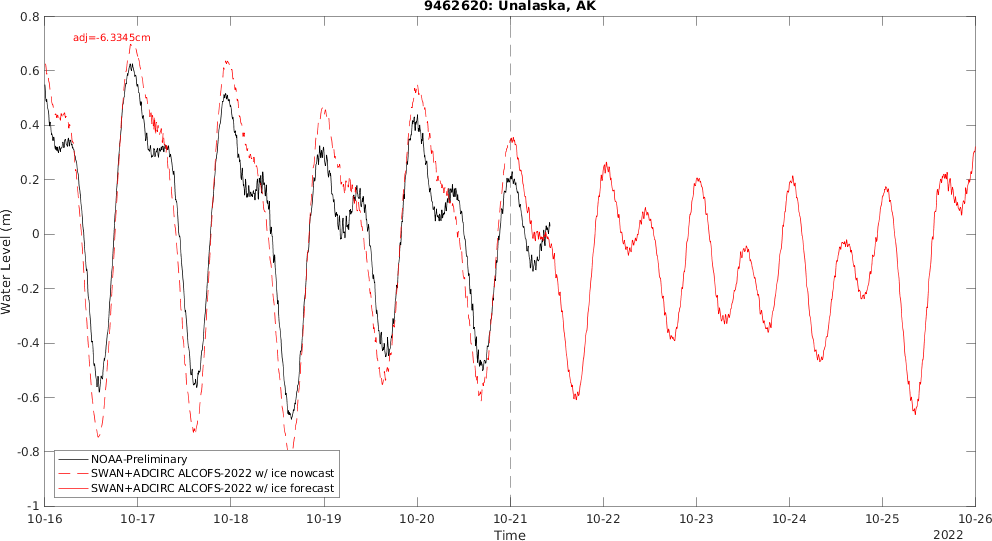 9462620: Unalaska, AK
adj=-6.3345cm
0.8
0.6
0.4
0.2
0
-0.2
-0.4
-0.6
-0.8
-1
Water Level (m)
NOAA-Preliminary
SWAN+ADCIRC ALCOFS-2022 w/ ice nowcast
SWAN+ADCIRC ALCOFS-2022 w/ ice forecast
10-16 10-17 10-18 10-19 10-20 10-21 10-22 10-23 10-24 10-25 10-26
Time
2022